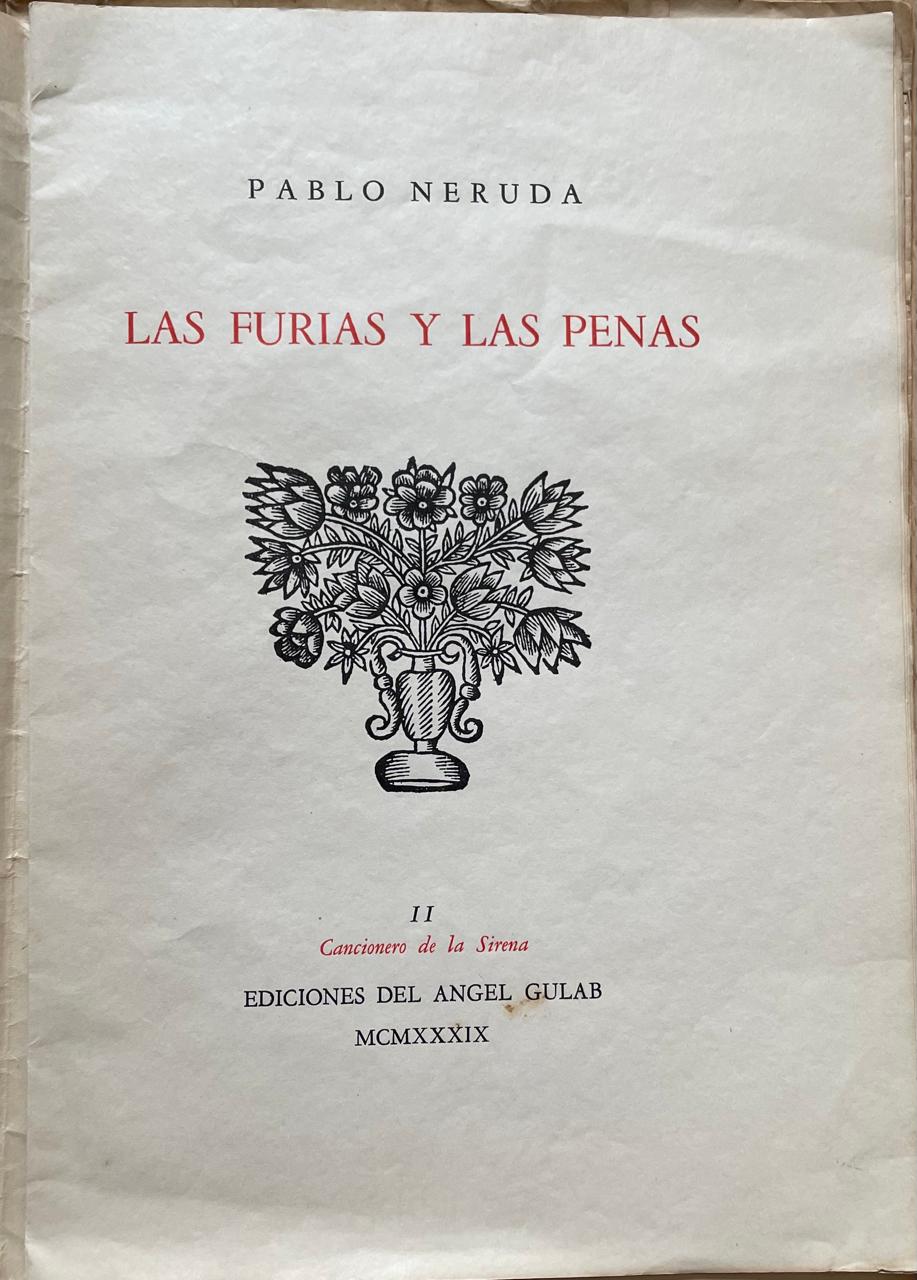 PABLO NERUDA
LAS FURIAS Y LAS PENAS
II
Cancionero de la Sirena
EDICIONES DEL ANGEL GULAB
MCMXXXIX